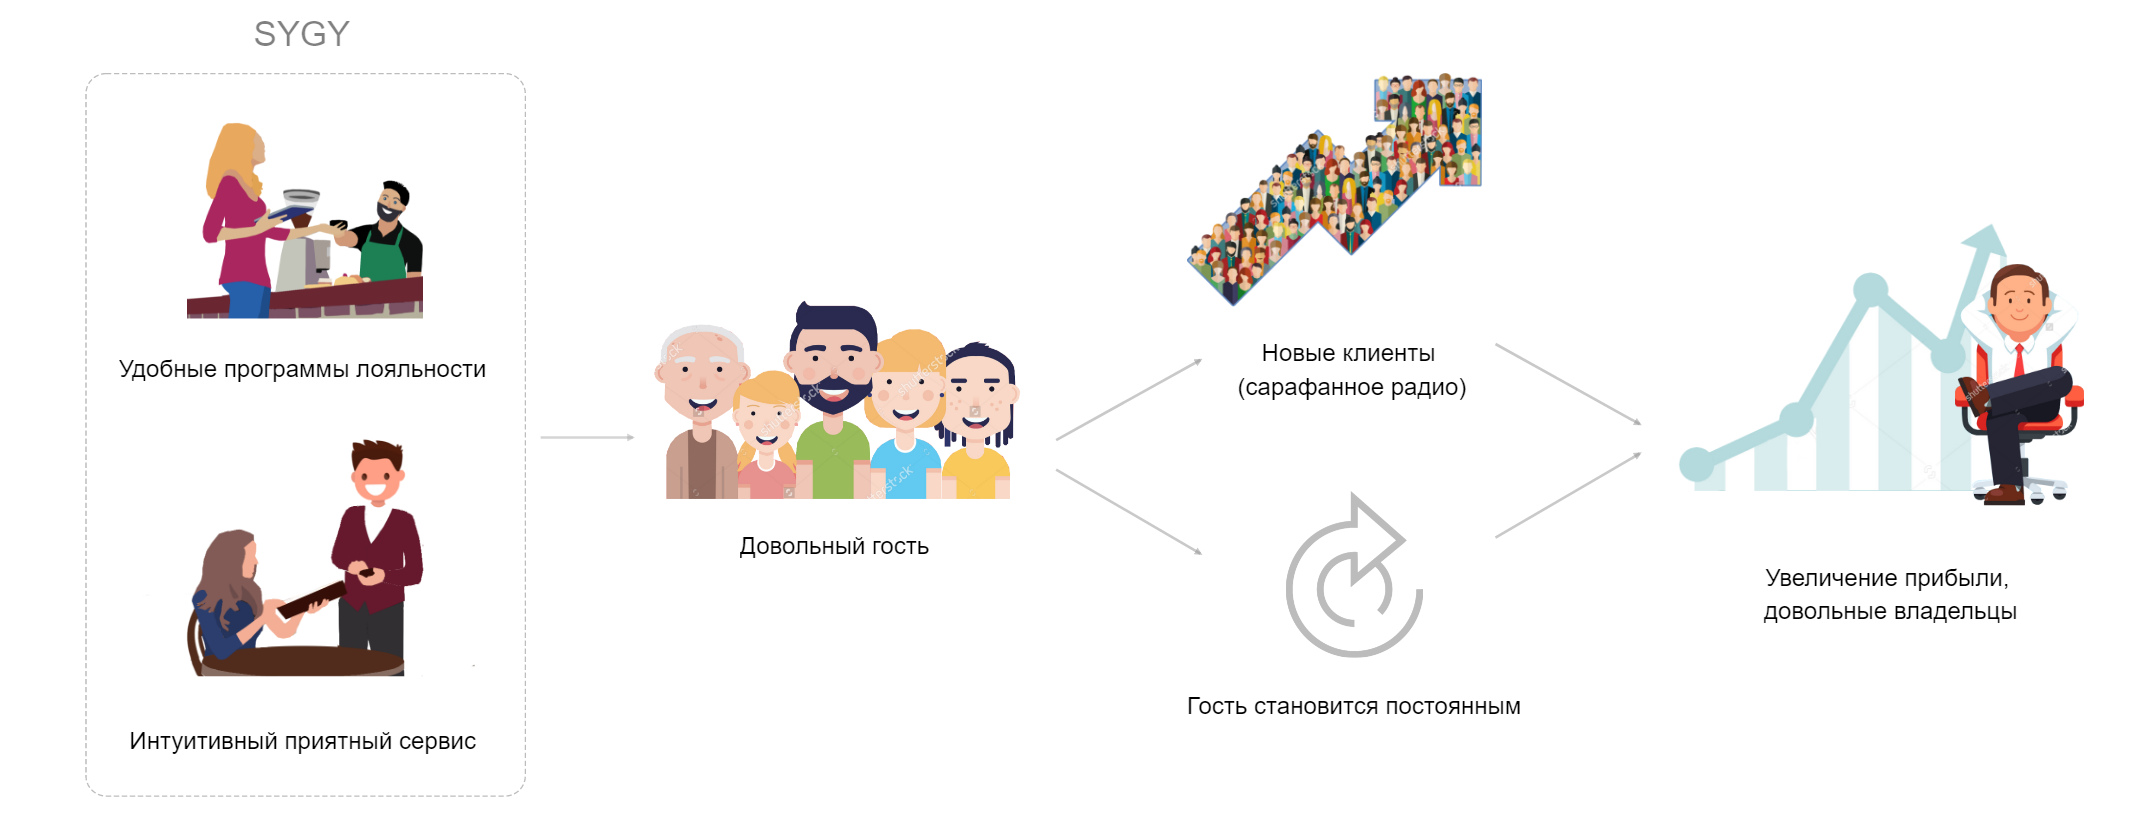 SYGY
Удобные программы лояльности
Интуитивный приятный сервис
Довольный гость
Новые клиенты
(сарафанное радио)
Гость становится постоянным
Увеличение прибыли,
довольные владельцы